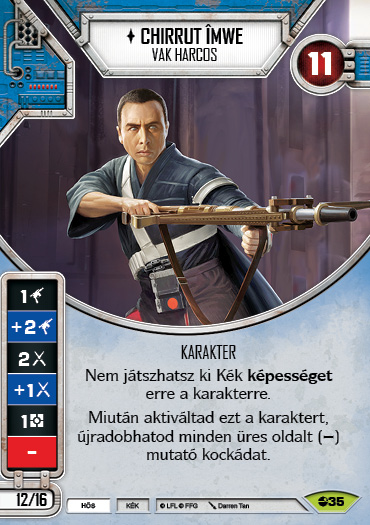 CHIRRUT ÎMWE
VAK HARCOS
11
1
+2
2
+1
1
–
KARAKTER
Nem játszhatsz ki Kék képességet
erre a karakterre.
Miután aktiváltad ezt a karaktert,
újradobhatod minden üres oldalt (–)
mutató kockádat.
12/16
HŐS
KÉK
© LFL © FFG
Darren Tan
35